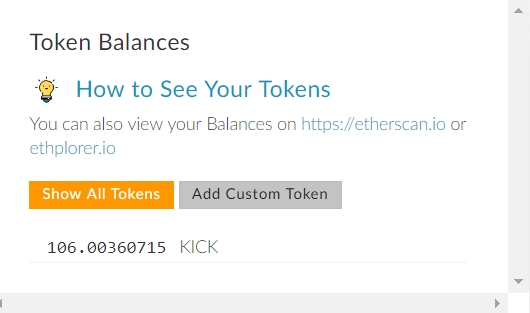 Token Balances
How to See Your Tokens
You can also view your Balances on https://etherscan.io or
ethplorer.io
Show All Tokens Add Custom Token
106.00360715 KICK